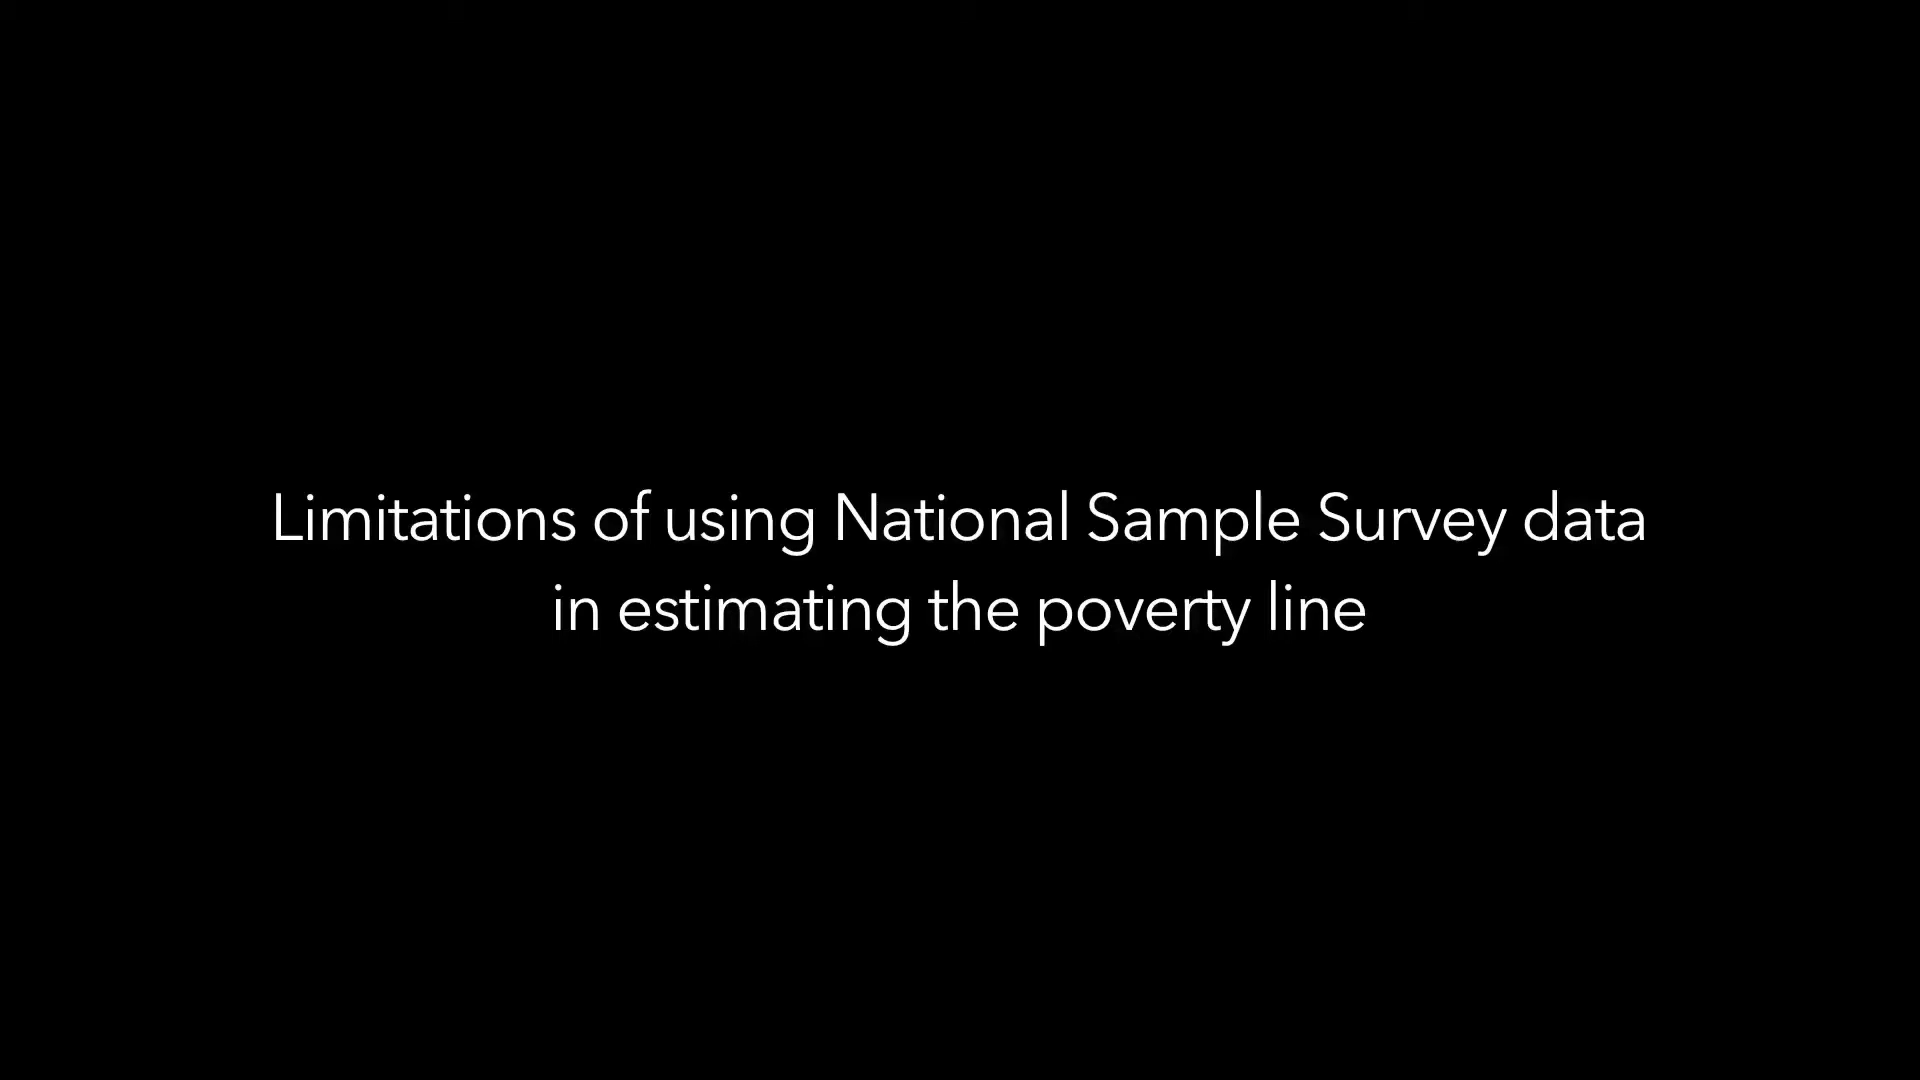 Limitations of using National Sample Survey data
in estimating the poverty line